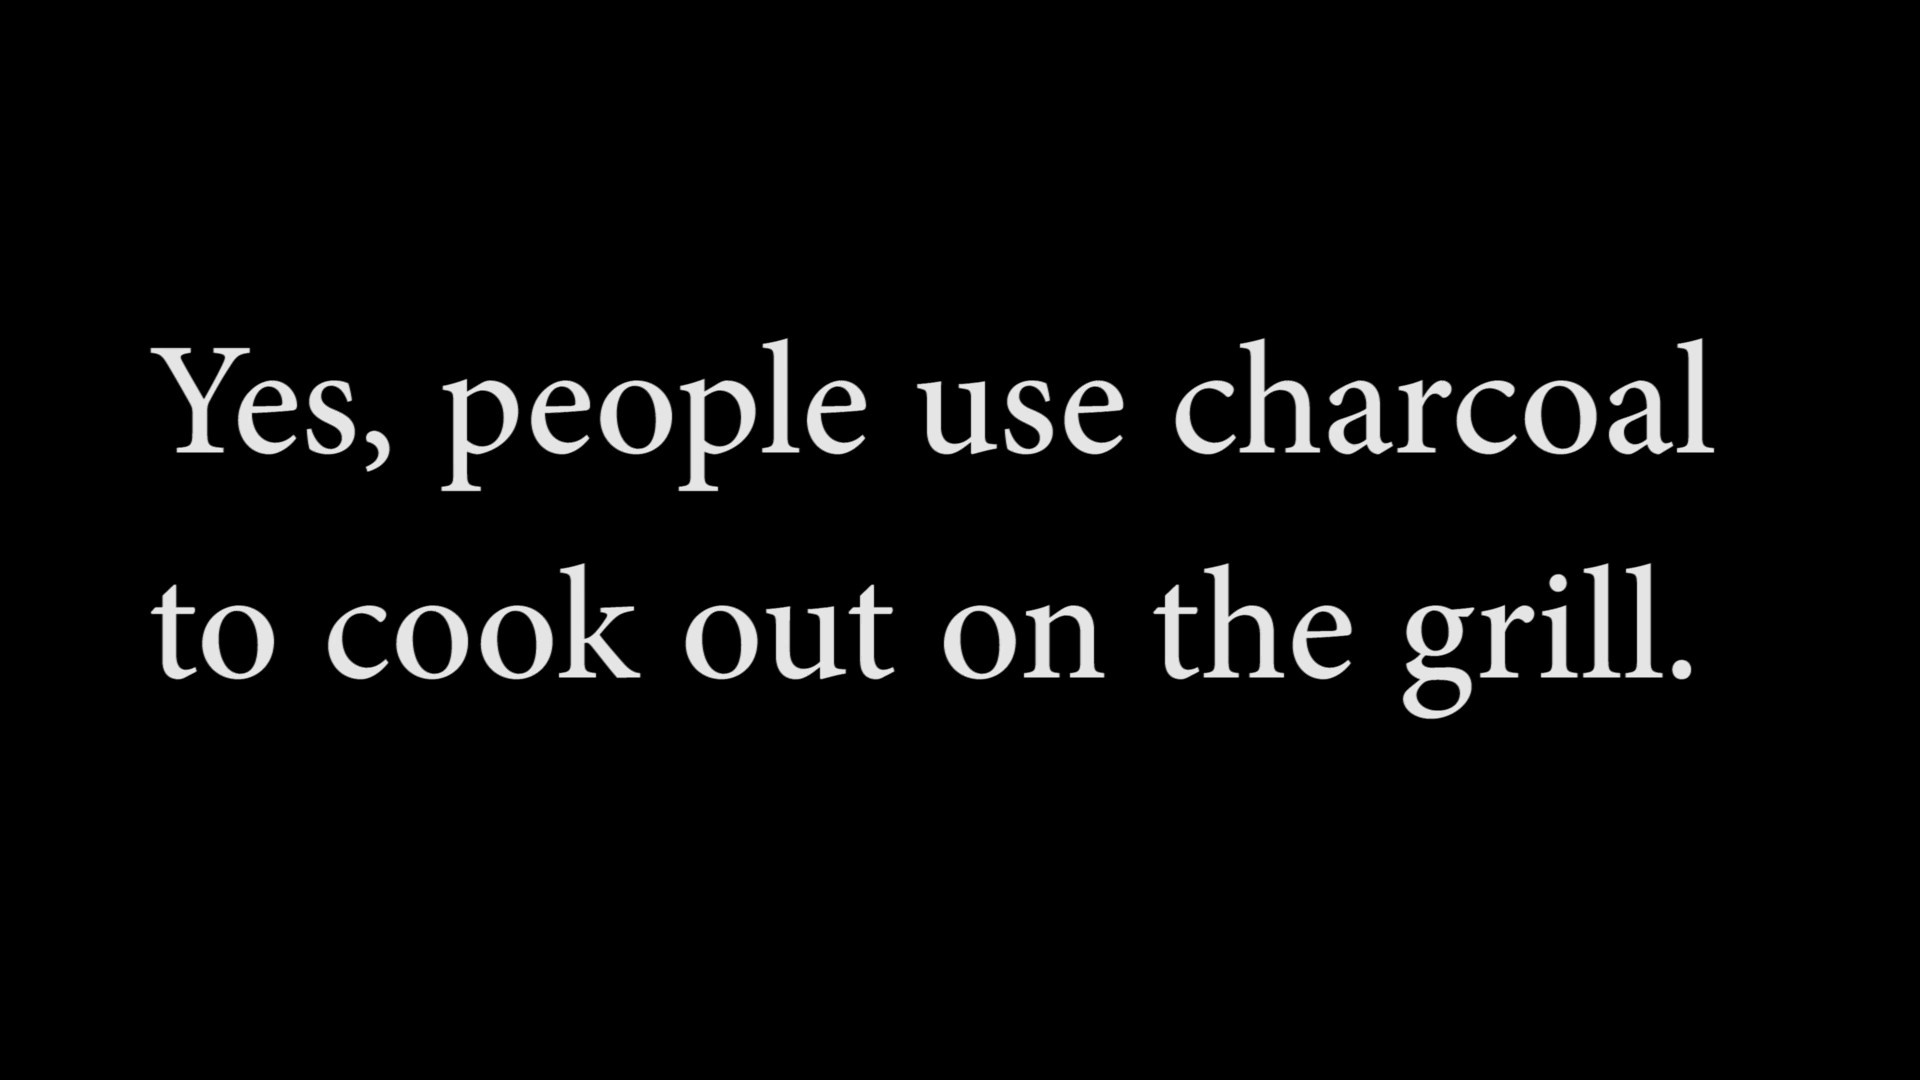 Yes, people use charcoal
to cook out on the grill.